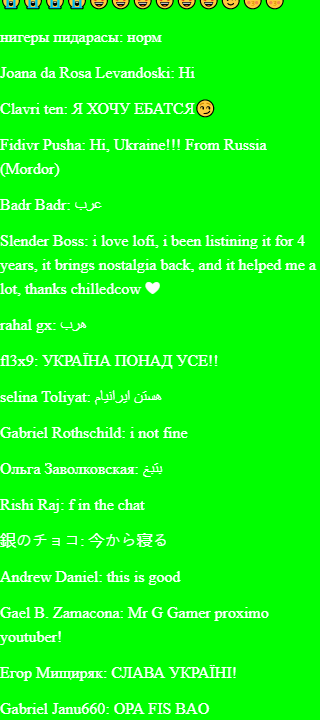 😭😭😭😭😄😄😄😄😄😄😉😊😊
нигеры пидарасы: норм
Joana da Rosa Levandoski: Hi
Clavri ten: Я ХОЧУ ЕБАТСЯ😏
Fidivr Pusha: Hi, Ukraine!!! From Russia
(Mordor)
Badr Badr: عرب
Slender Boss: i love lofi, i been listining it for 4
years, it brings nostalgia back, and it helped me a
lot, thanks chilledcow 🤍
rahal gx: هرب
fl3x9: УКРАЇНА ПОНАД УСЕ!!
selina Toliyat: هستن ایرانیام
Gabriel Rothschild: i not fine
Ольга Заволковская:
Rishi Raj: f in the chat
銀のチョコ: 今から寝る
Andrew Daniel: this is good
Gael B. Zamacona: Mr G Gamer proximo
youtuber!
Егор Мищиряк: СЛАВА УКРАЇНІ!
Gabriel Janu660: OPA FIS BAO